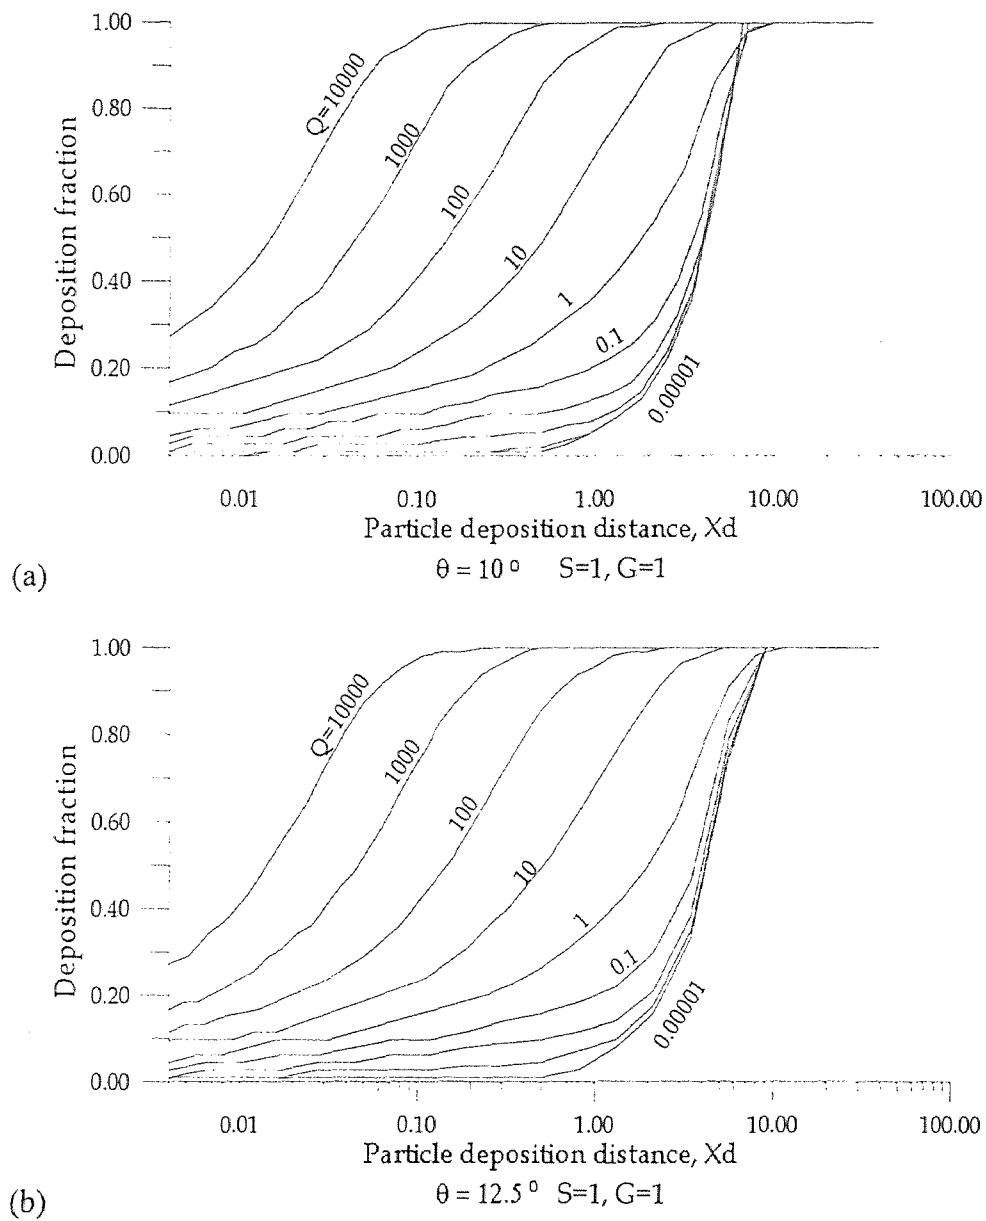 1.00
0.80
0.60
0.40
0.20
0.00
Deposition fraction
Q=10000
1000
100
10
1
0.1
0.00001
0.01 0.10 1.00 10.00 100.00
Particle deposition distance, Xd
θ = 10 º S=1, G=1
(a)
1.00
0.80
0.60
0.40
0.20
0.00
Deposition fraction
Q=10000
1000
100
10
1
0.1
0.00001
0.01 0.10 1.00 10.00 100.00
Particle deposition distance, Xd
θ = 12.5 º S=1, G=1
(b)